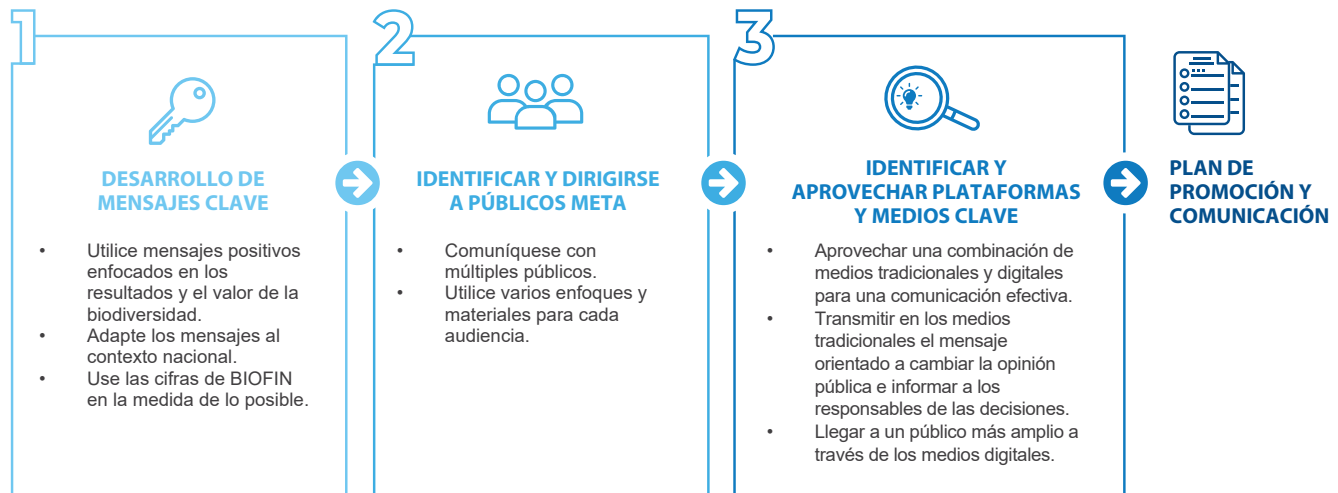 1
DESARROLLO DE
MENSAJES CLAVE
• Utilice mensajes positivos
enfocados en los
resultados y el valor de la
biodiversidad.
• Adapte los mensajes al
contexto nacional.
• Use las cifras de BIOFIN
en la medida de lo posible.
2
IDENTIFICAR Y DIRIGIRSE
A PÚBLICOS META
• Comuníquese con
múltiples públicos.
• Utilice varios enfoques y
materiales para cada
audiencia.
3
IDENTIFICAR Y
APROVECHAR PLATAFORMAS
Y MEDIOS CLAVE
• Aprovechar una combinación de
medios tradicionales y digitales
para una comunicación efectiva.
• Transmitir en los medios
tradicionales el mensaje
orientado a cambiar la opinión
pública e informar a los
responsables de las decisiones.
• Llegar a un público más amplio a
través de los medios digitales.
PLAN DE
PROMOCIÓN Y
COMUNICACIÓN